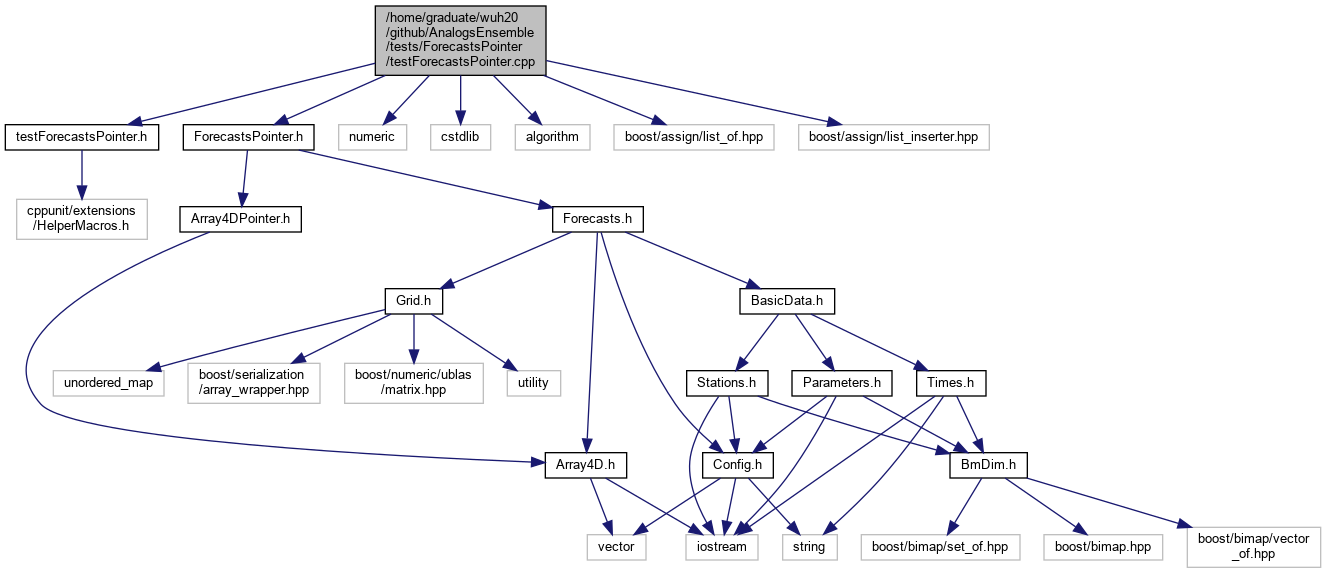 /home/graduate/wuh20
/github/AnalogsEnsemble
/tests/ForecastsPointer
/testForecastsPointer.cpp
testForecastsPointer.h
ForecastsPointer.h
numeric
cstdlib
algorithm
boost/assign/list_of.hpp
boost/assign/list_inserter.hpp
cppunit/extensions
/HelperMacros.h
Array4DPointer.h
Forecasts.h
Grid.h
BasicData.h
unordered_map
boost/serialization
/array_wrapper.hpp
boost/numeric/ublas
/matrix.hpp
utility
Stations.h
Parameters.h
Times.h
Array4D.h
Config.h
BmDim.h
vector
iostream
string
boost/bimap/set_of.hpp
boost/bimap.hpp
boost/bimap/vector
_of.hpp